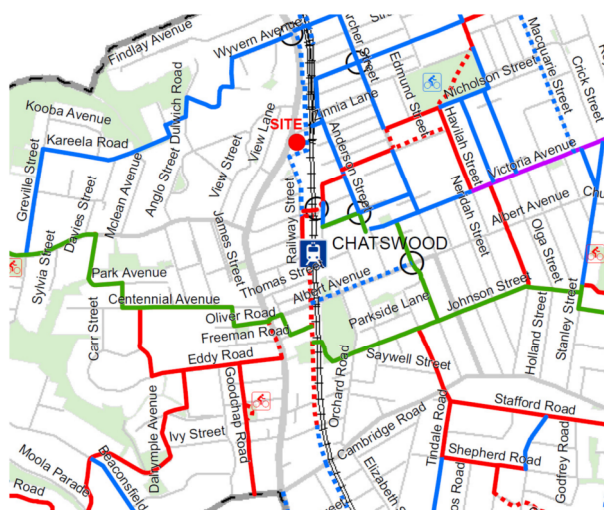 Findlay Avenue
Wyvern Avenue
Archer Street
Edmund Street
Macquarie Street
Crick Street
Nicholson Street
Kooba Avenue
Dulwich Road
View Lane
SITE
Zinnia Lane
Kareela Road
Greville Street
Davies Street
Mclean Avenue
Anglo Street
View Street
Anderson Street
Havilah Street
Victoria Avenue
Sylvia Street
James Street
Railway Street
CHATSWOOD
Neridah Street
Albert Avenue
Olga Street
Park Avenue
Thomas Street
Albert Avenue
Centennial Avenue
Oliver Road
Freeman Road
Parkside Lane
Johnson Street
Carr Street
Eddy Road
Orchard Road
Saywell Street
Holland Street
Stanley Street
Dalrymple Avenue
Ivy Street
Goodchap Road
Stafford Road
Cambridge Road
Tindale Road
Moola Parade
Beaconsfield
Shepherd Road
Godfrey Road
Road
Elizabeth
os Road